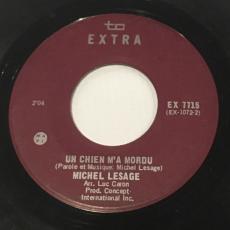 EXTRA
2'04
EX 7715
(EX-1072-2)
UN CHIEN M'A MORDU
(Parole et Musique: Michel Lesage)
MICHEL LESAGE
Arr. Luc Caron
Prod. Concept-
International Inc.